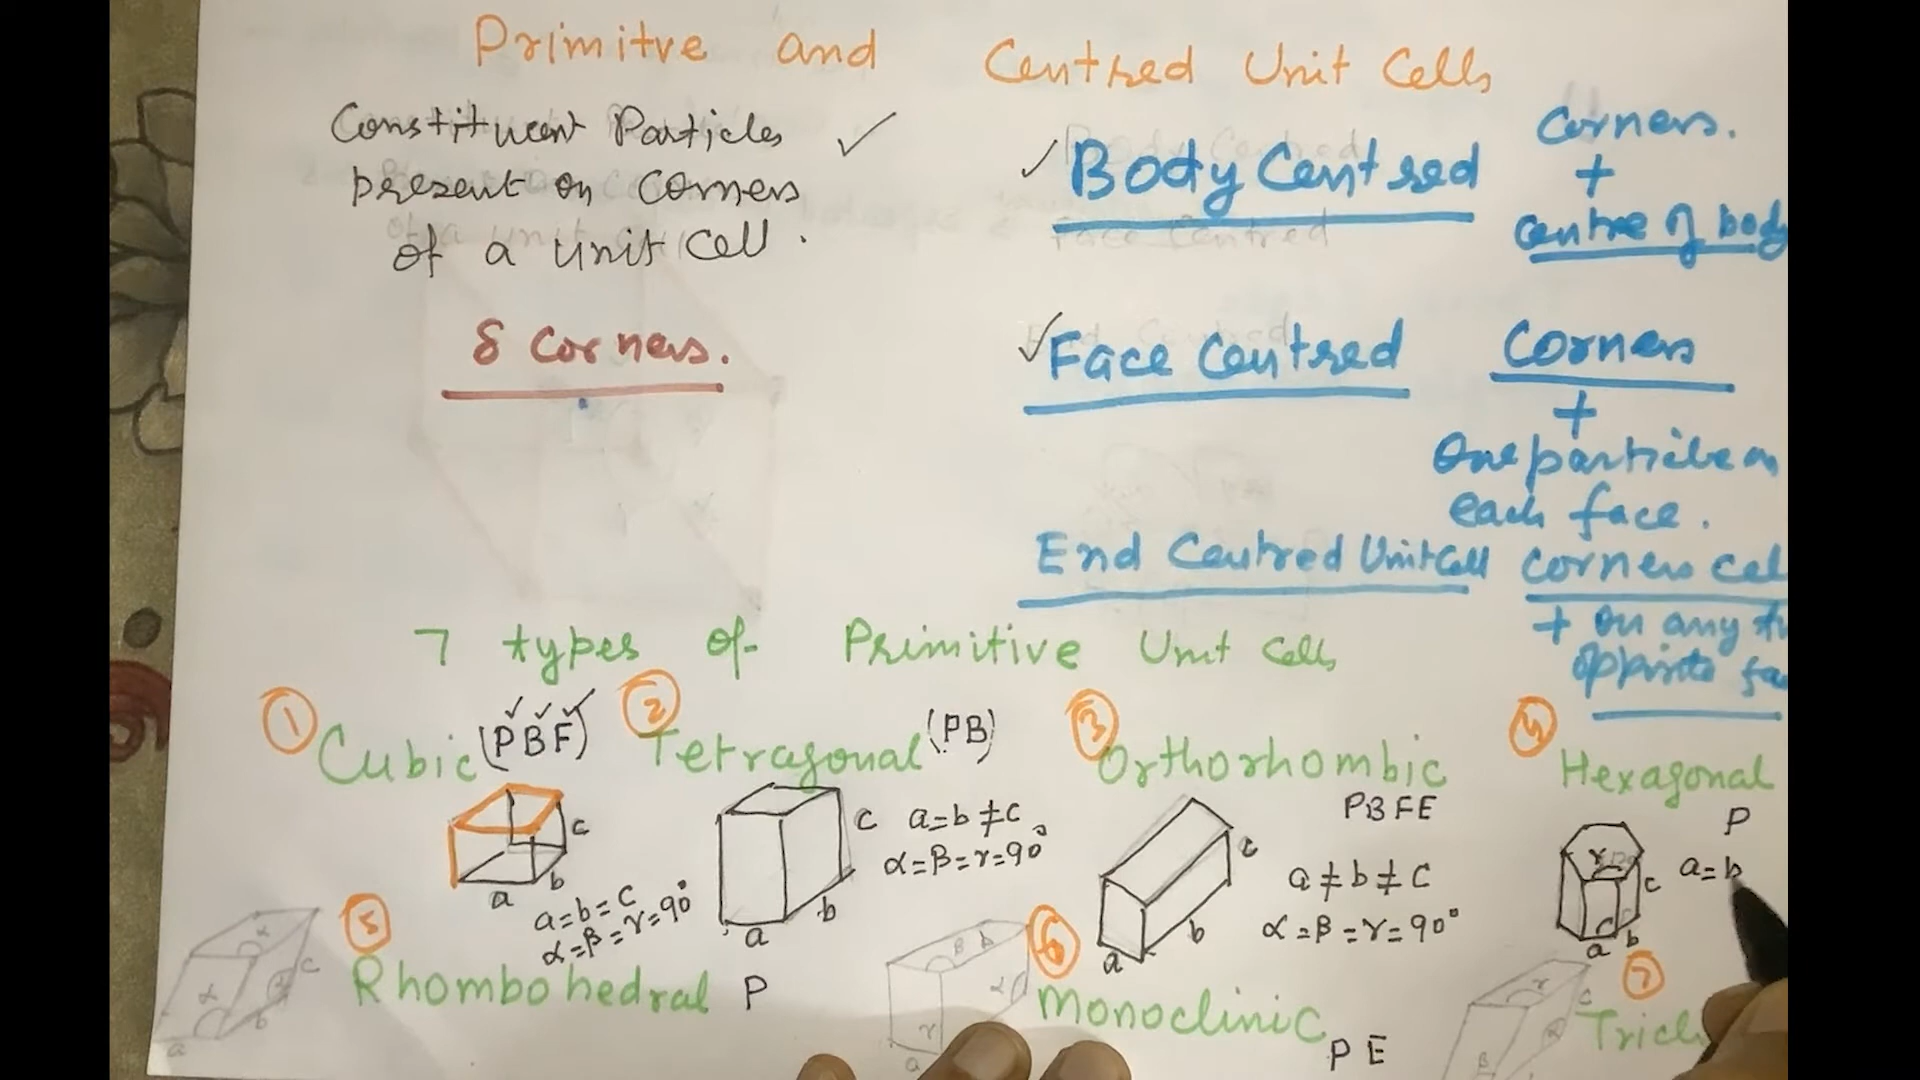 Primitve and Centred Unit Cells
Constituent Particles
present on corners
of a unit cell.
8 Corners.
Body Centred
Corners.
+
centre of body
Face Centred
Corners
+
One particle on
each face.
End Centred Unit Cell
corners
+ on any
7 types of Primitive Unit Cells
1
Cubic (PBF)
a
b
c
a=b=c
α=β=γ=90°
2
Tetragonal (PB)
a
b
c
a=b≠c
α=β=γ=90°
3
Orthorhombic
PBFE
a
b
c
a≠b≠c
α=β=γ=90°
4
Hexagonal
P
γ
a
b
c
a=b
5
Rhombohedral P
a
b
c
α
6
Monoclinic
P E
β
b
α
γ
a
7
γ
c
α
β